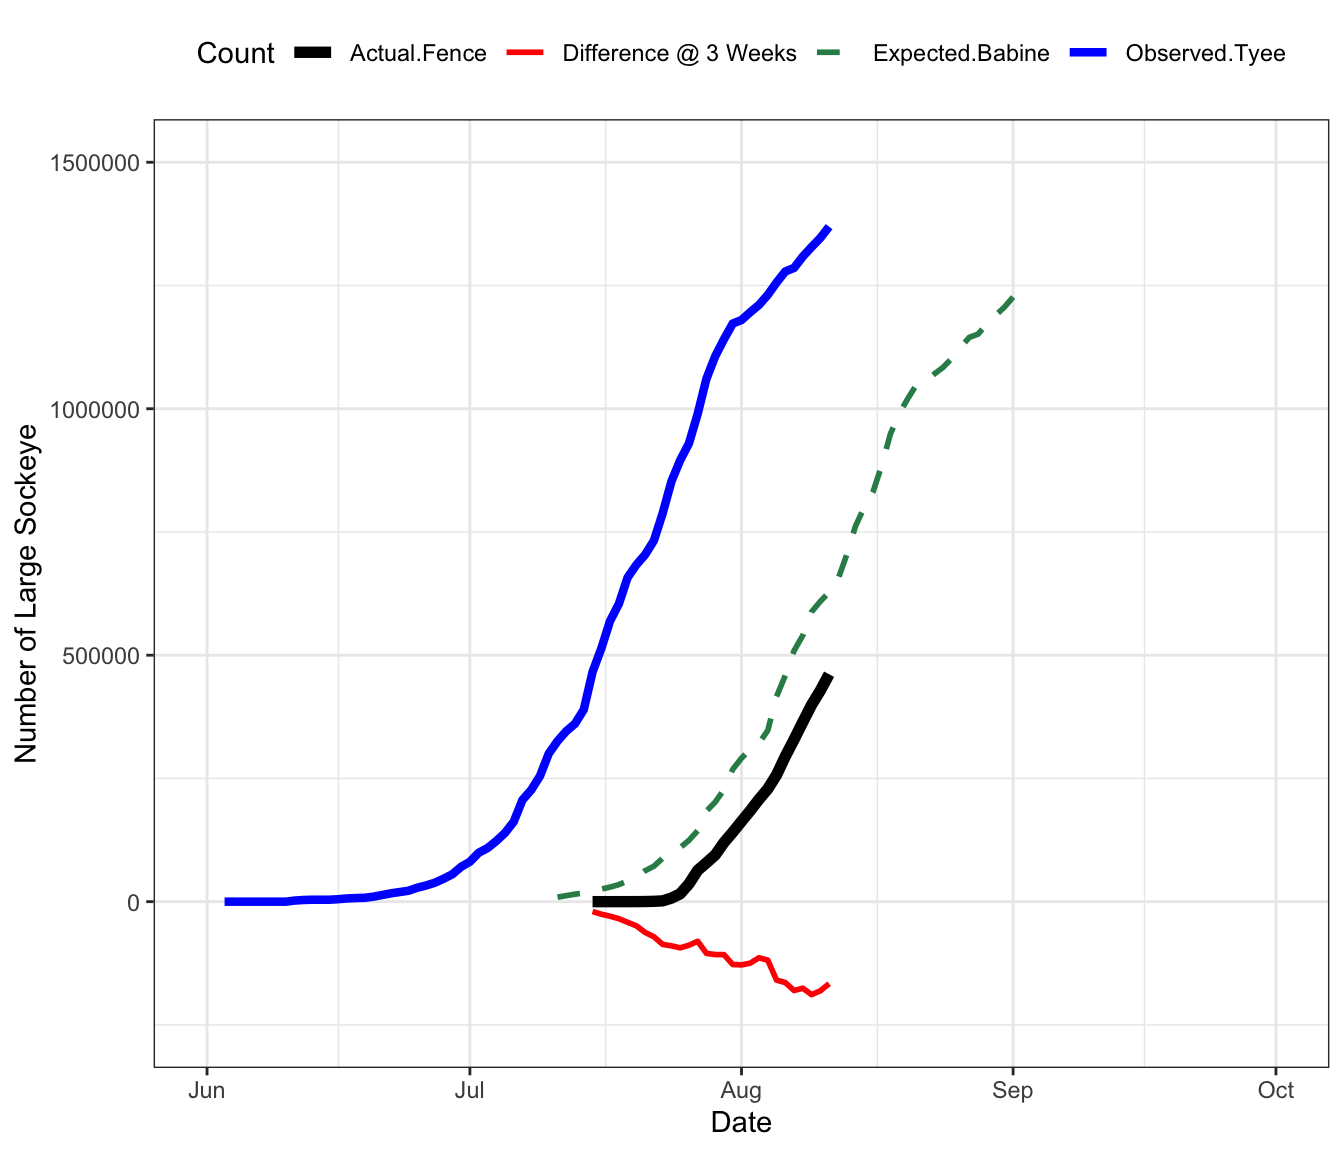 Count Actual.Fence Difference @ 3 Weeks Expected.Babine Observed.Tyee
1500000
1000000
500000
0
Number of Large Sockeye
Jun Jul Aug Sep Oct
Date